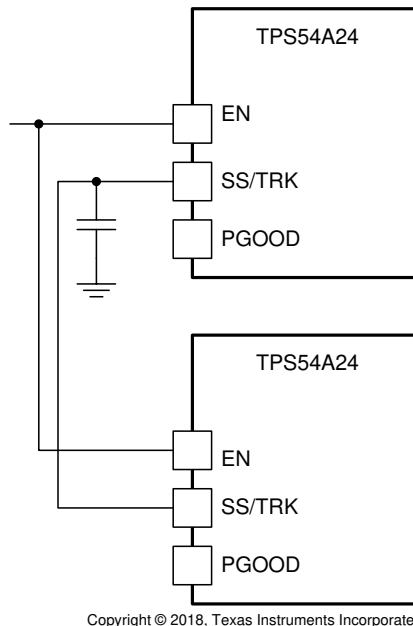 TPS54A24
EN
SS/TRK
PGOOD
TPS54A24
EN
SS/TRK
PGOOD
Copyright © 2018, Texas Instruments Incorporate